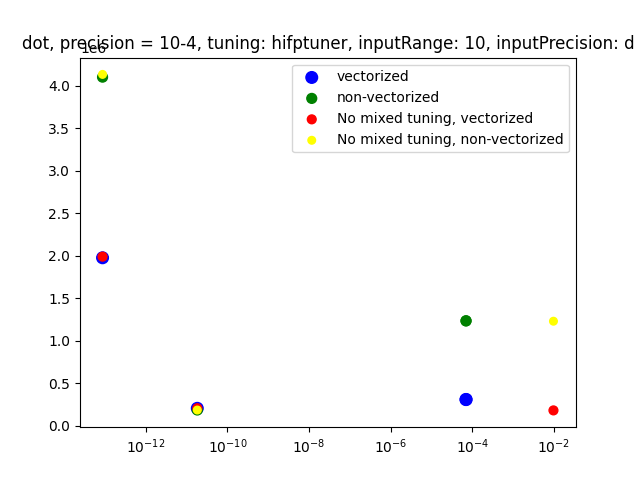 dot, precision = 10-4, tuning: hifptuner, inputRange: 10, inputPrecision: d
1e6
4.0
3.5
3.0
2.5
2.0
1.5
1.0
0.5
0.0
vectorized
non-vectorized
No mixed tuning, vectorized
No mixed tuning, non-vectorized
10⁻¹² 10⁻¹⁰ 10⁻⁸ 10⁻⁶ 10⁻⁴ 10⁻²